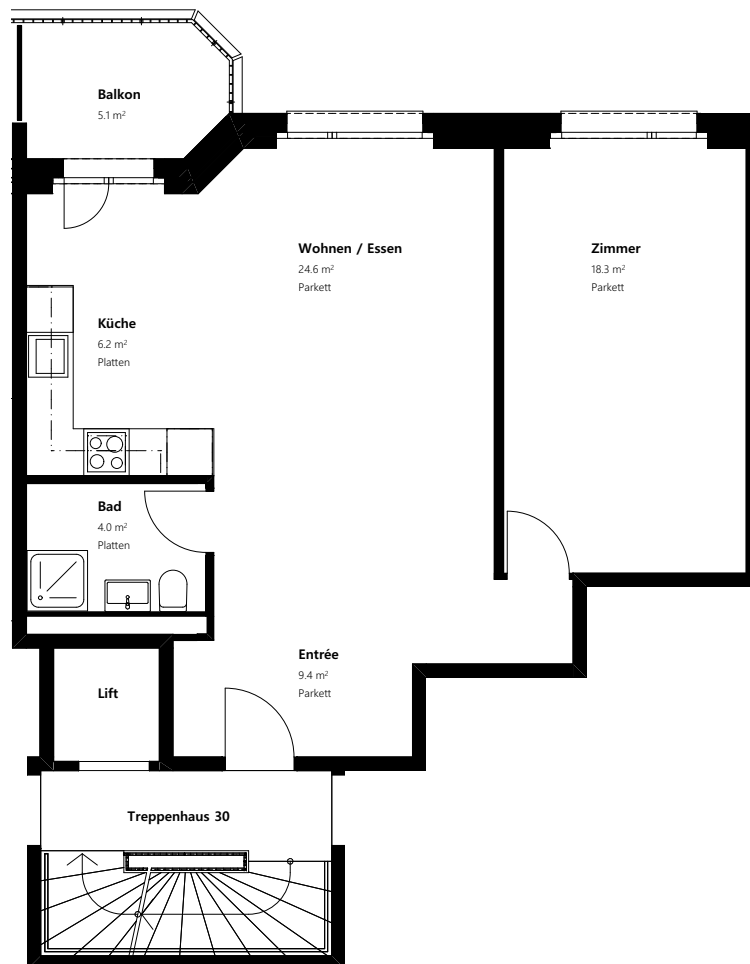 Balkon
5.1 m²
Wohnen / Essen
24.6 m²
Parkett
Zimmer
18.3 m²
Parkett
Küche
6.2 m²
Platten
Bad
4.0 m²
Platten
Entrée
9.4 m²
Parkett
Lift
Treppenhaus 30